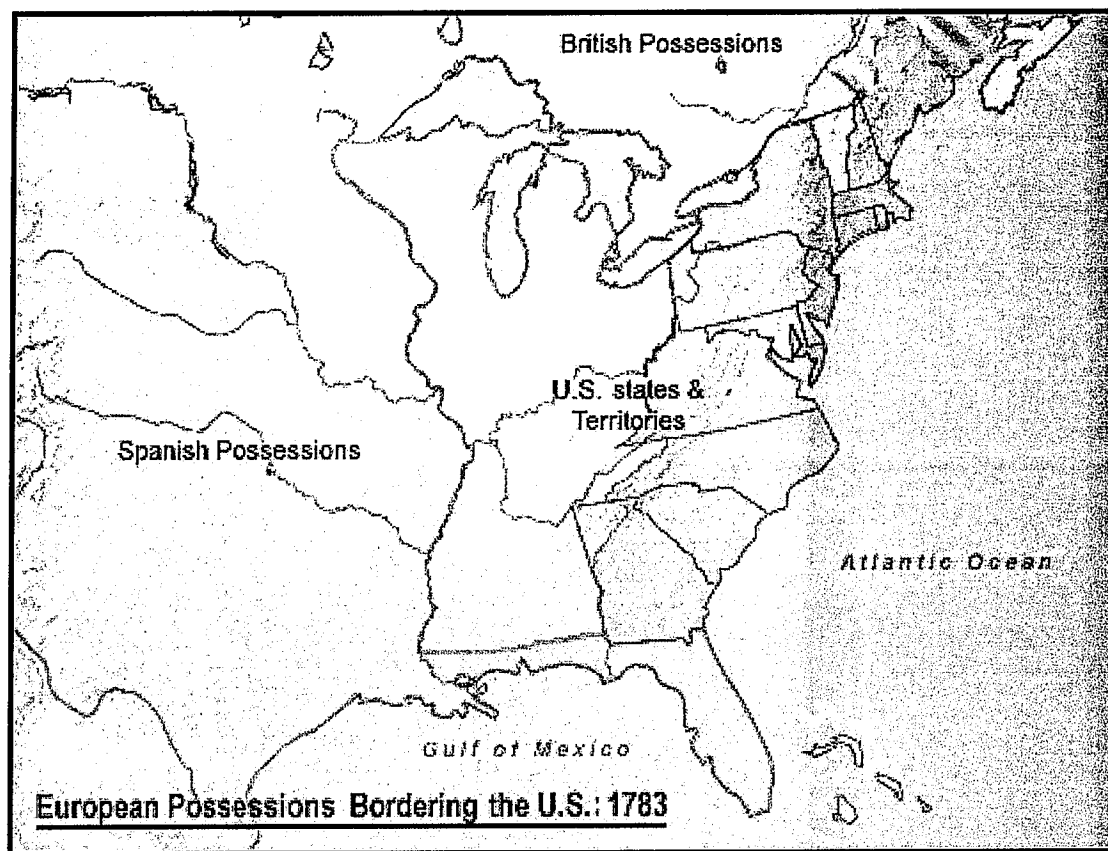 British Possessions
U.S. states &
Territories
Spanish Possessions
Atlantic Ocean
Gulf of Mexico
European Possessions Bordering the U.S.: 1783